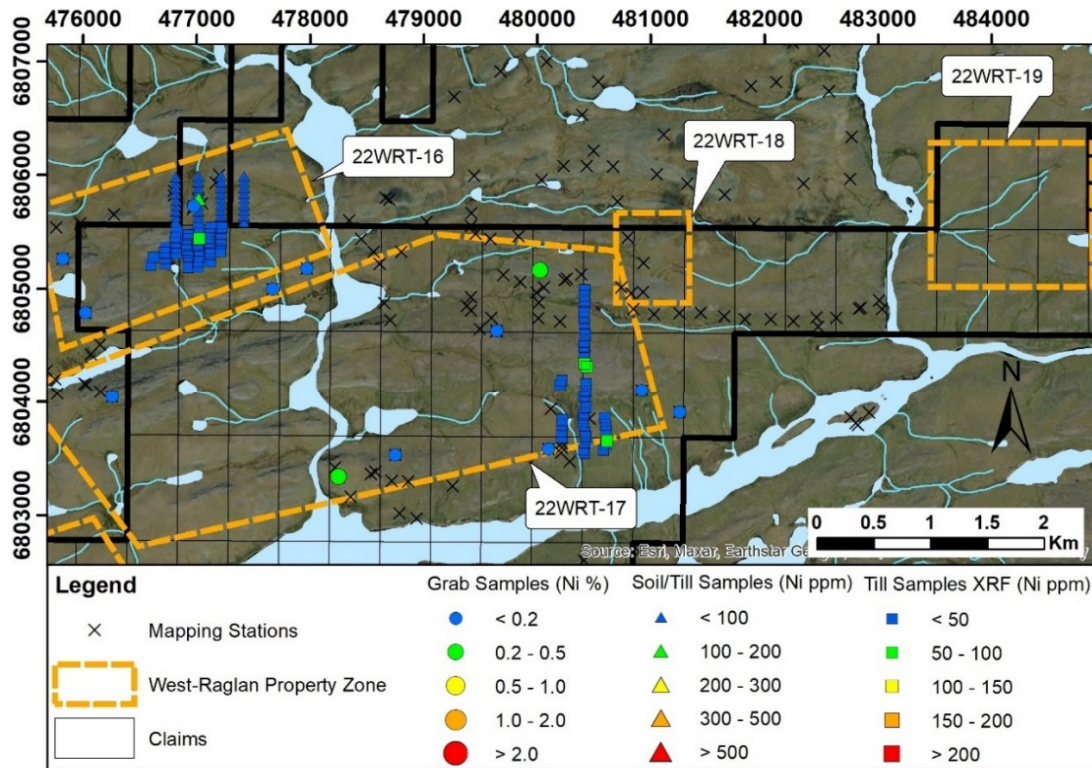 476000 477000 478000 479000 480000 481000 482000 483000 484000
6807000
6806000
6805000
6804000
6803000
22WRT-19
22WRT-18
22WRT-16
22WRT-17
N
0 0.5 1 1.5 2
Km
Source: Esri, Maxar, Earthstar
Legend
Mapping Stations
West-Raglan Property Zone
Claims
Grab Samples (Ni %)
< 0.2
0.2 - 0.5
0.5 - 1.0
1.0 - 2.0
> 2.0
Soil/Till Samples (Ni ppm)
< 100
100 - 200
200 - 300
300 - 500
> 500
Till Samples XRF (Ni ppm)
< 50
50 - 100
100 - 150
150 - 200
> 200